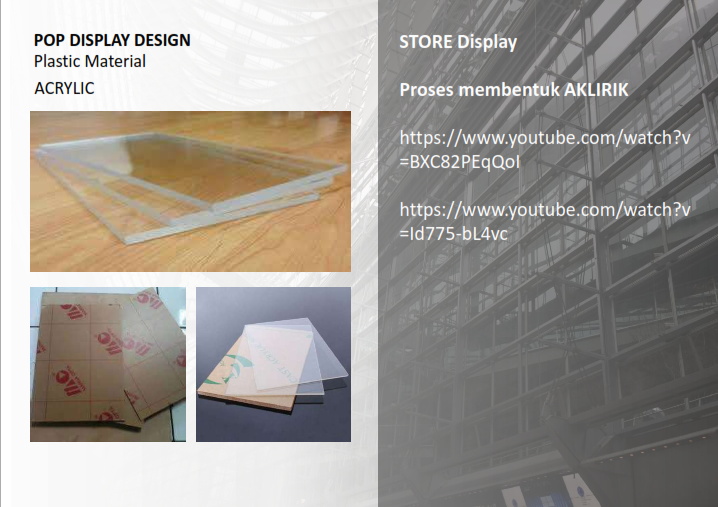 POP DISPLAY DESIGN
Plastic Material
ACRYLIC
STORE Display
Proses membentuk AKLIRIK
https://www.youtube.com/watch?v
=BXC82PEqQoI
https://www.youtube.com/watch?v
=Id775-bL4vc